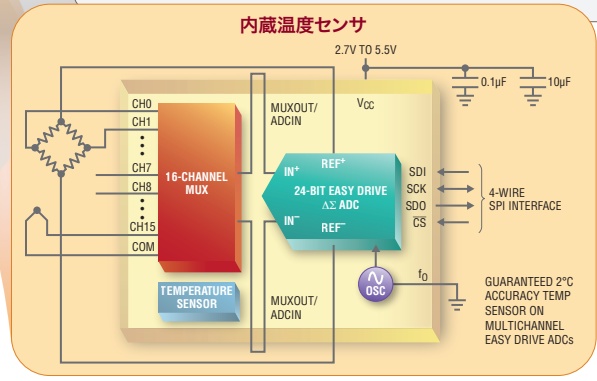 内蔵温度センサ
2.7V TO 5.5V
0.1µF
10µF
VCC
CH0
CH1
CH7
CH8
CH15
COM
16-CHANNEL
MUX
MUXOUT/
ADCIN
IN+
REF+
24-BIT EASY DRIVE
ΔΣ ADC
IN–
REF–
SDI
SCK
SDO
CS
4-WIRE
SPI INTERFACE
TEMPERATURE
SENSOR
MUXOUT/
ADCIN
OSC
fO
GUARANTEED 2°C
ACCURACY TEMP
SENSOR ON
MULTICHANNEL
EASY DRIVE ADCs